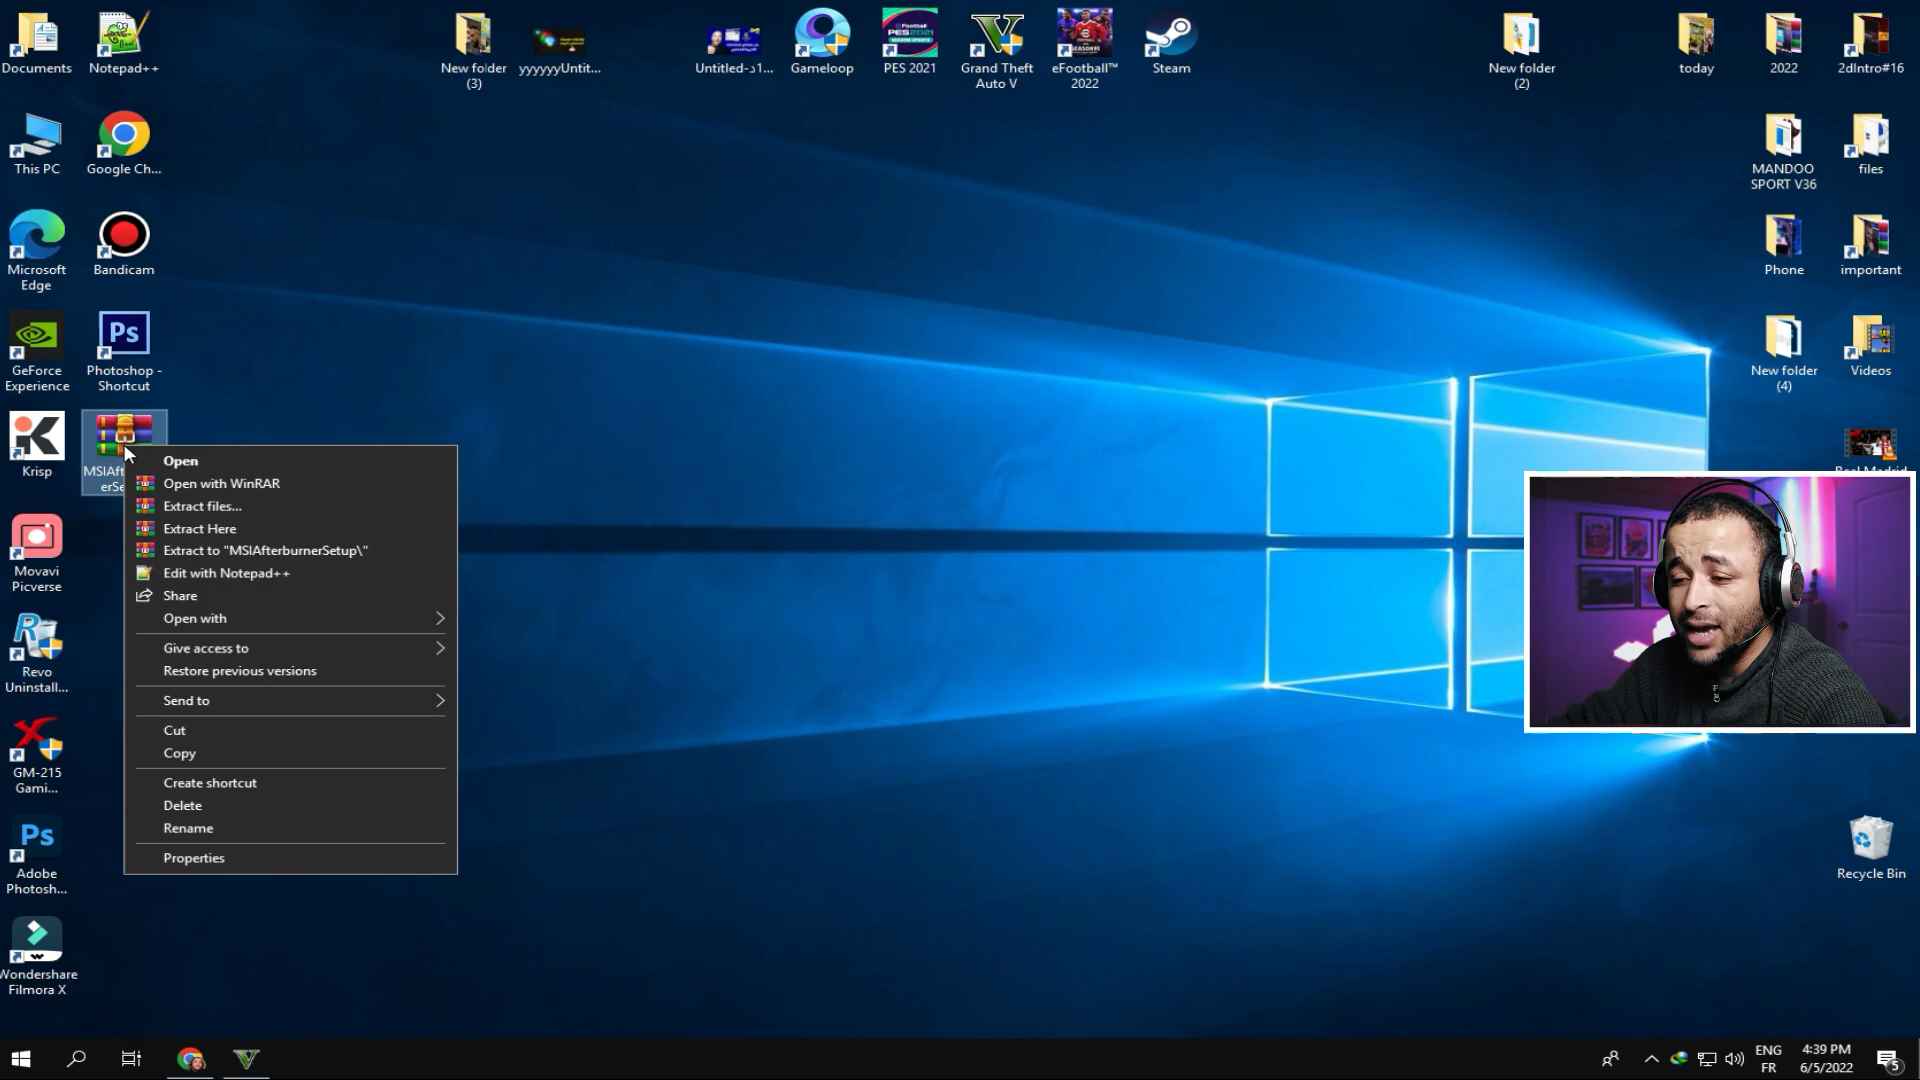 Documents
Notepad++
New folder
(3)
yyyyyyUntit...
Gameloop
PES 2021
Grand Theft
Auto V
eFootball™
2022
Steam
New folder
(2)
today
2022
2dIntro#16
This PC
Google Ch...
MANDOO
SPORT V36
files
Microsoft
Edge
Bandicam
Phone
important
GeForce
Experience
Ps
Photoshop -
Shortcut
New folder
(4)
Videos
Krisp
Open
Open with WinRAR
Extract files...
Extract Here
Extract to "MSIAfterburnerSetup\"
Edit with Notepad++
Share
Open with
Give access to
Restore previous versions
Send to
Cut
Copy
Create shortcut
Delete
Rename
Properties
Movavi
Picverse
Revo
Uninstall...
GM-215
Gami...
Ps
Adobe
Photosh...
Wondershare
Filmora X
Recycle Bin
ENG
FR
4:39 PM
6/5/2022
5